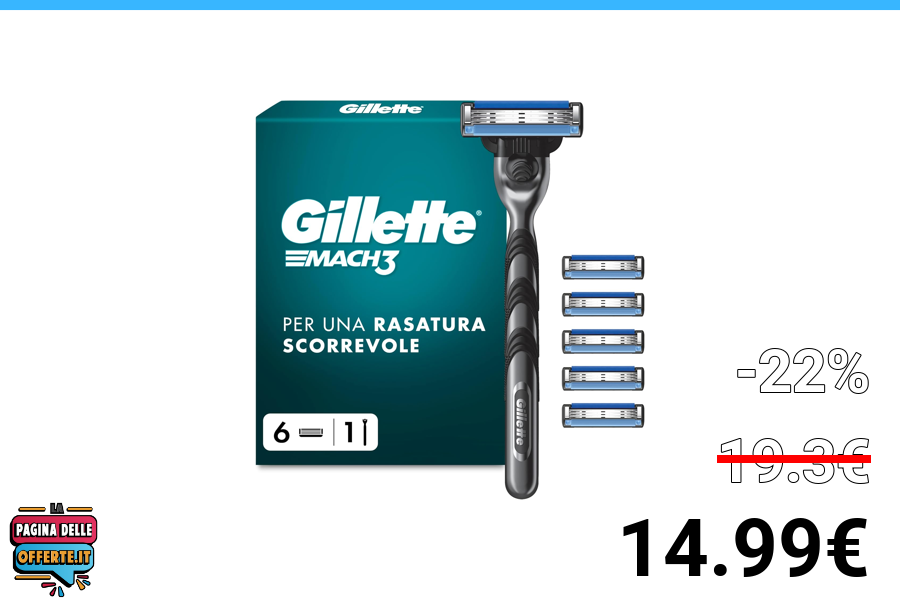 Gillette
Gillette
MACH3
PER UNA RASATURA
SCORREVOLE
6 1
Gillette
-22%
19.3€
14.99€
LA
PAGINA DELLE
OFFERTE.IT